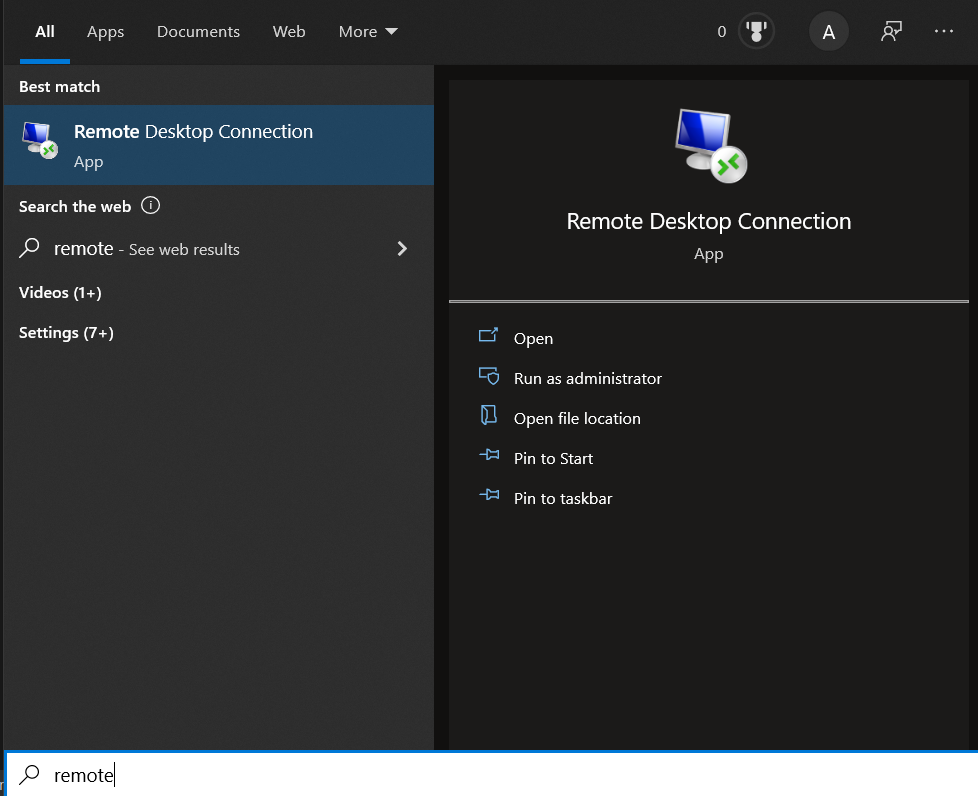 All Apps Documents Web More 0 A
Best match
Remote Desktop Connection
App
Search the web
remote - See web results
Videos (1+)
Settings (7+)
Remote Desktop Connection
App
Open
Run as administrator
Open file location
Pin to Start
Pin to taskbar
remote